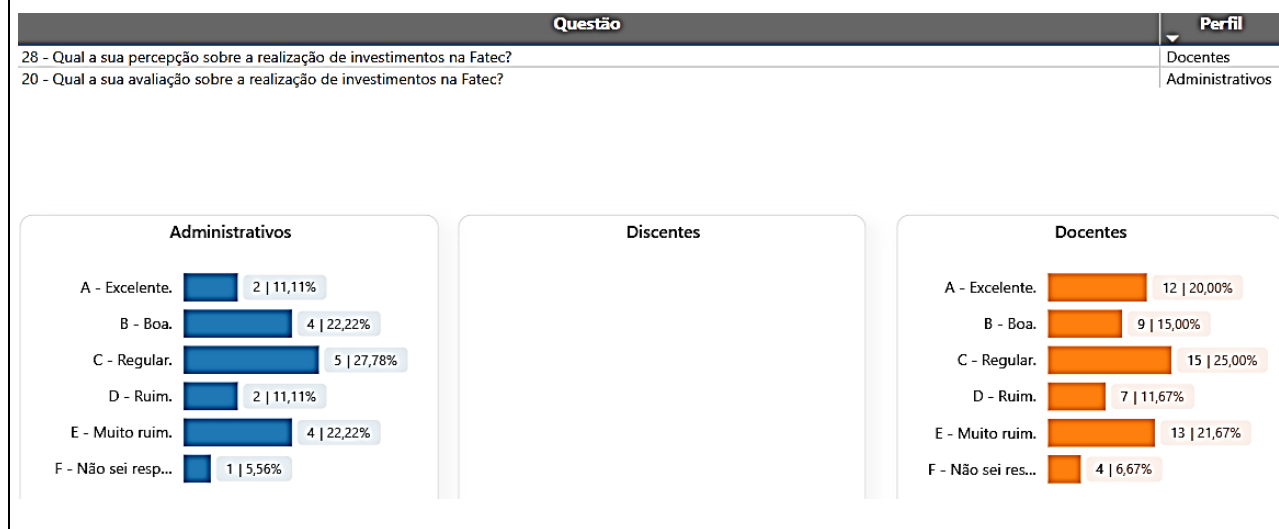 Questão Perfil
28 - Qual a sua percepção sobre a realização de investimentos na Fatec? Docentes
20 - Qual a sua avaliação sobre a realização de investimentos na Fatec? Administrativos
Administrativos
A - Excelente. 2 | 11,11%
B - Boa. 4 | 22,22%
C - Regular. 5 | 27,78%
D - Ruim. 2 | 11,11%
E - Muito ruim. 4 | 22,22%
F - Não sei resp... 1 | 5,56%
Discentes
Docentes
A - Excelente. 12 | 20,00%
B - Boa. 9 | 15,00%
C - Regular. 15 | 25,00%
D - Ruim. 7 | 11,67%
E - Muito ruim. 13 | 21,67%
F - Não sei res... 4 | 6,67%